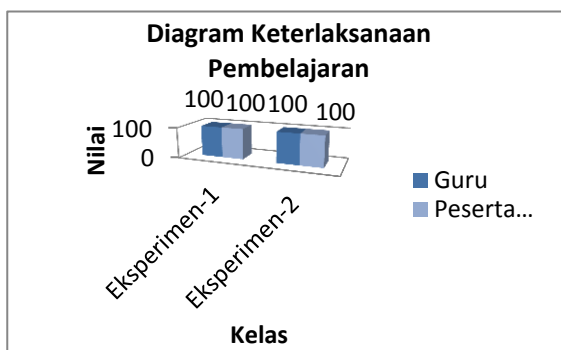 Diagram Keterlaksanaan
Pembelajaran
100 100 100 100
100
0
Nilai
Eksperimen-1
Eksperimen-2
Kelas
Guru
Peserta...